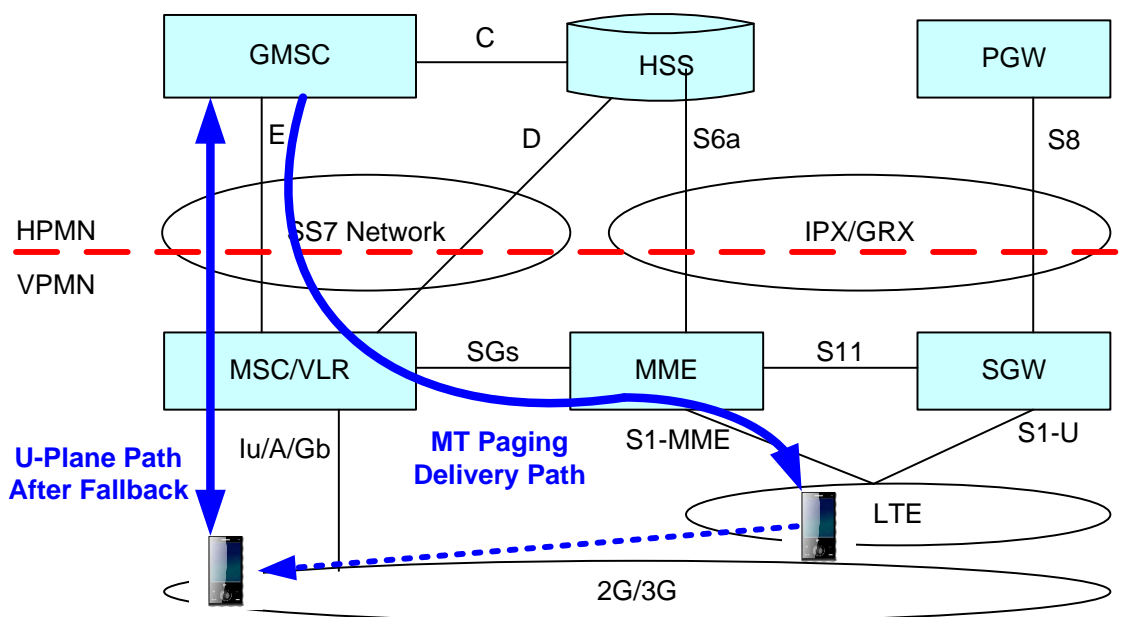 GMSC
C
HSS
PGW
E
D
S6a
S8
HPMN
SS7 Network
IPX/GRX
VPMN
MSC/VLR
SGs
MME
S11
SGW
U-Plane Path
After Fallback
Iu/A/Gb
MT Paging
Delivery Path
S1-MME
S1-U
LTE
2G/3G